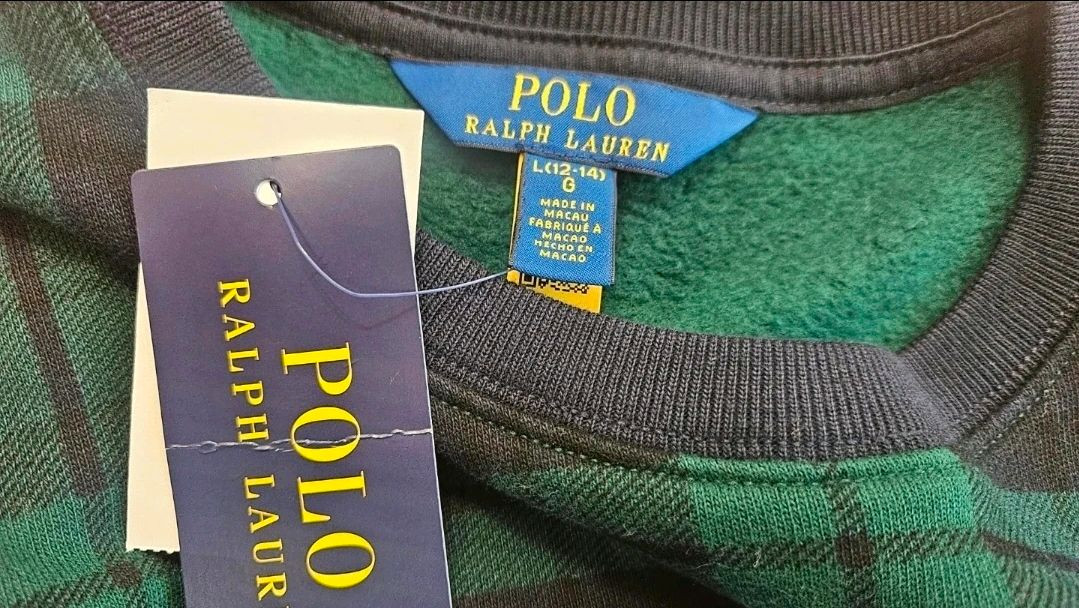 POLO
RALPH LAUREN
L(12-14)
G
MADE IN
MACAU
FABRIQUÉ À
MACAO
HECHO EN
MACAO
POLO
RALPH LAUR